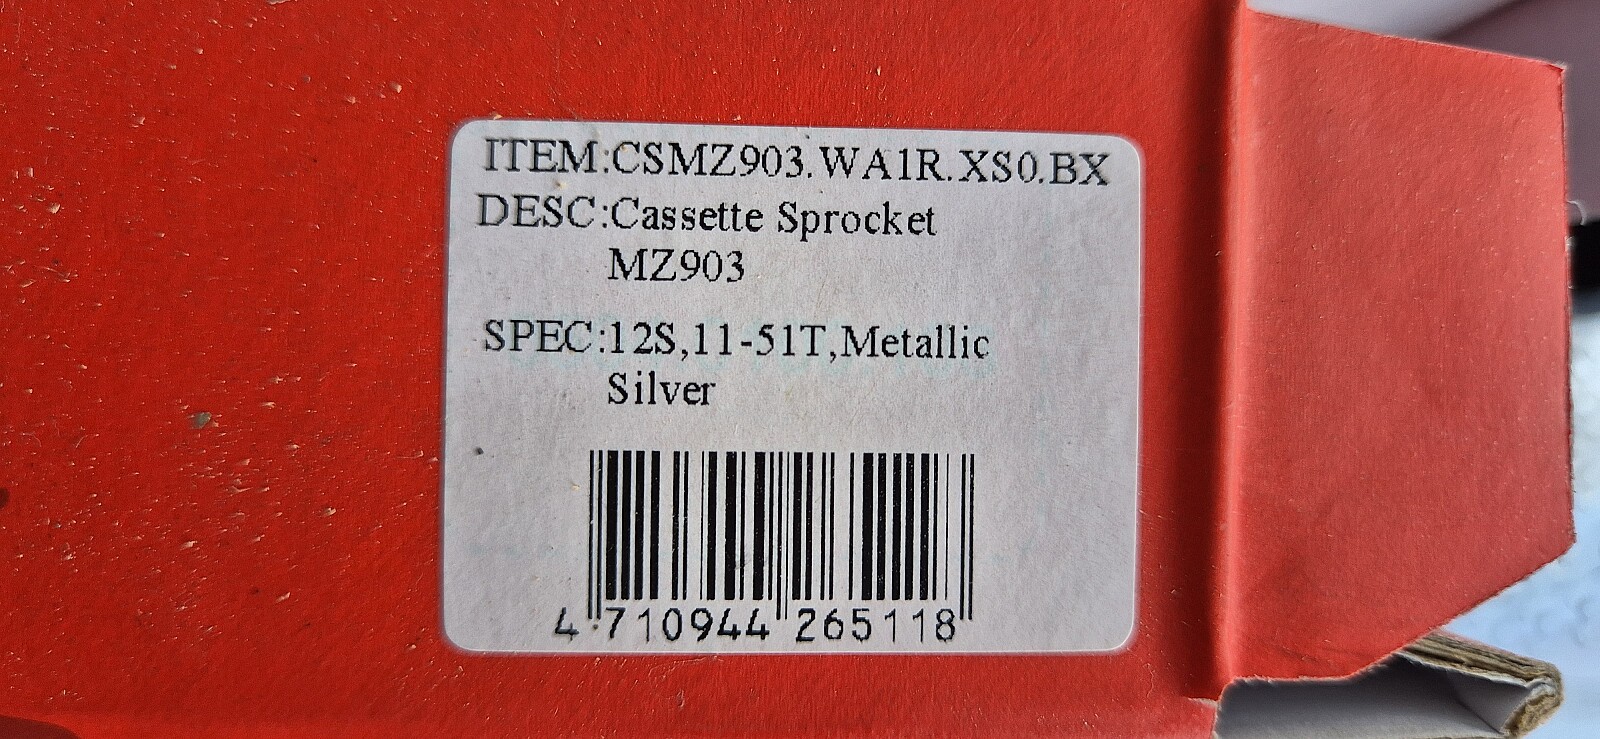 ITEM:CSMZ903.WA1R.XS0.BX
DESC:Cassette Sprocket
MZ903
SPEC:12S,11-51T,Metallic
Silver
4 710944 265118